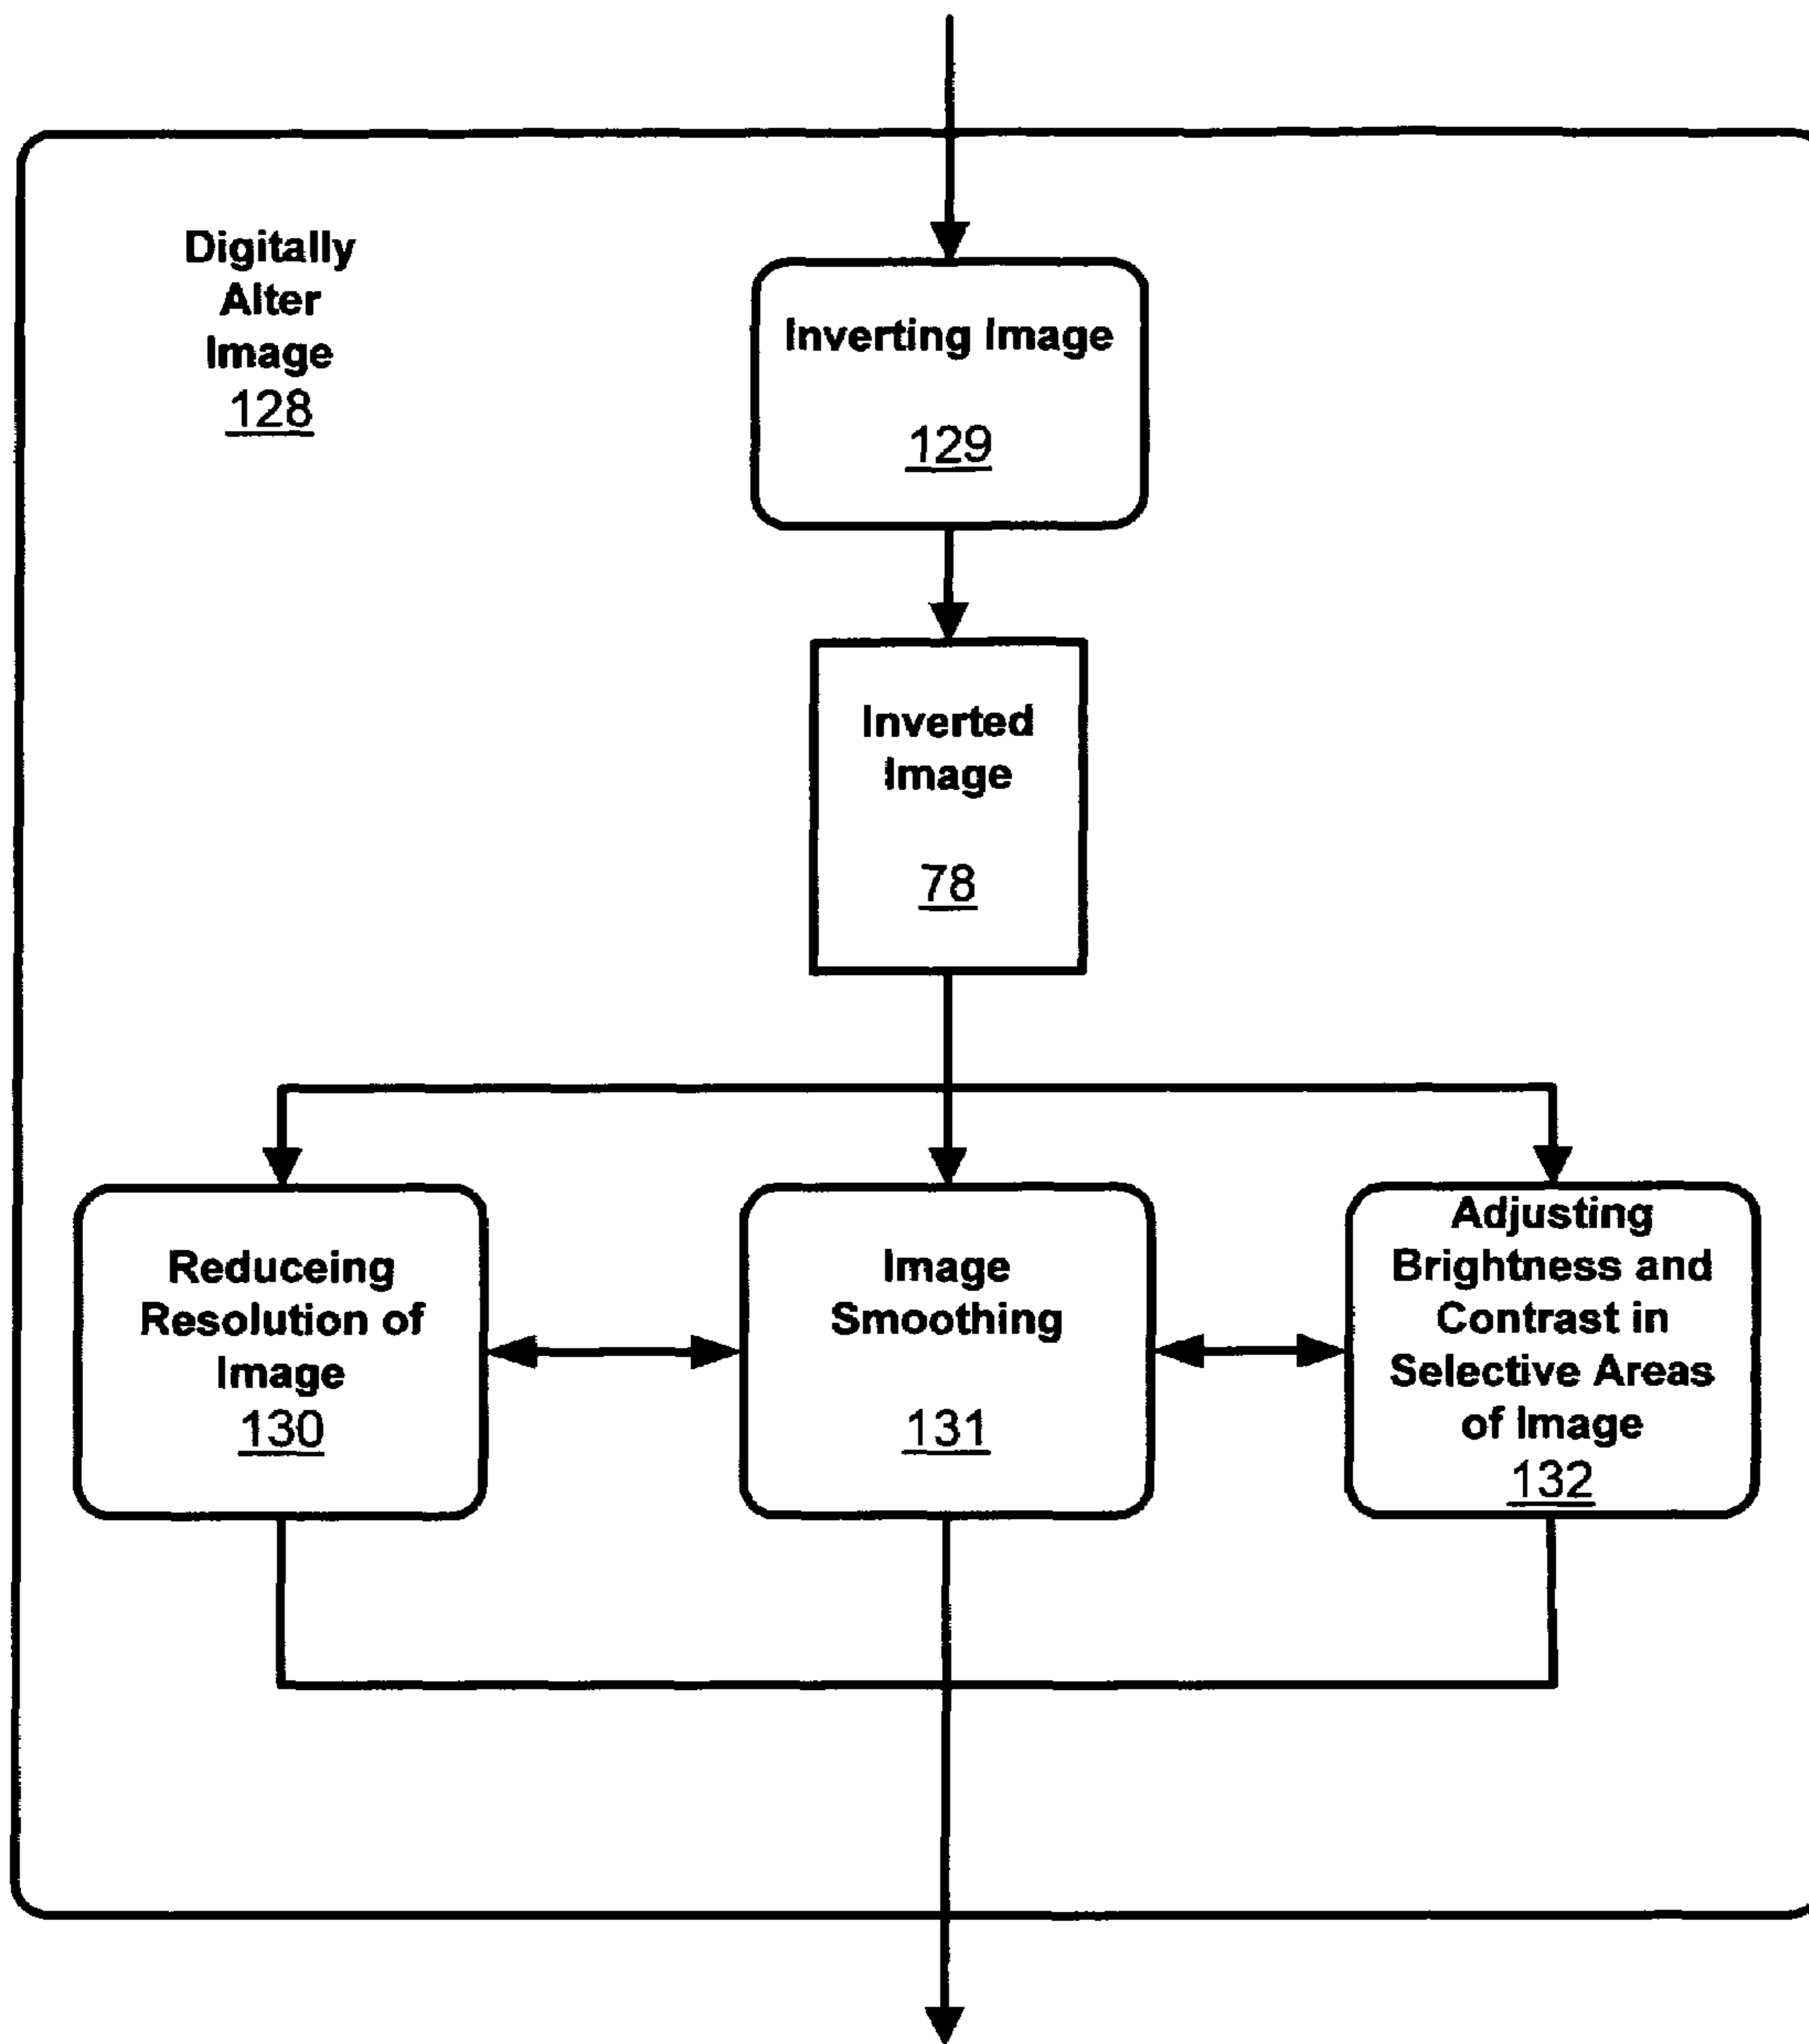 Digitally
Alter
Image
128
Inverting Image
129
Inverted
Image
78
Reduceing
Resolution of
Image
130
Image
Smoothing
131
Adjusting
Brightness and
Contrast in
Selective Areas
of Image
132